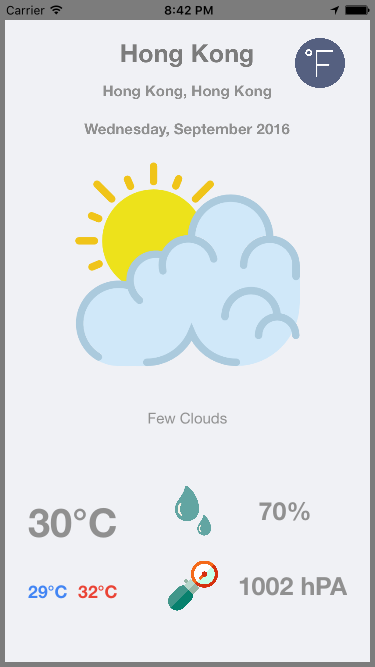 Carrier 8:42 PM
Hong Kong
°F
Hong Kong, Hong Kong
Wednesday, September 2016
Few Clouds
30°C
70%
29°C 32°C
1002 hPA